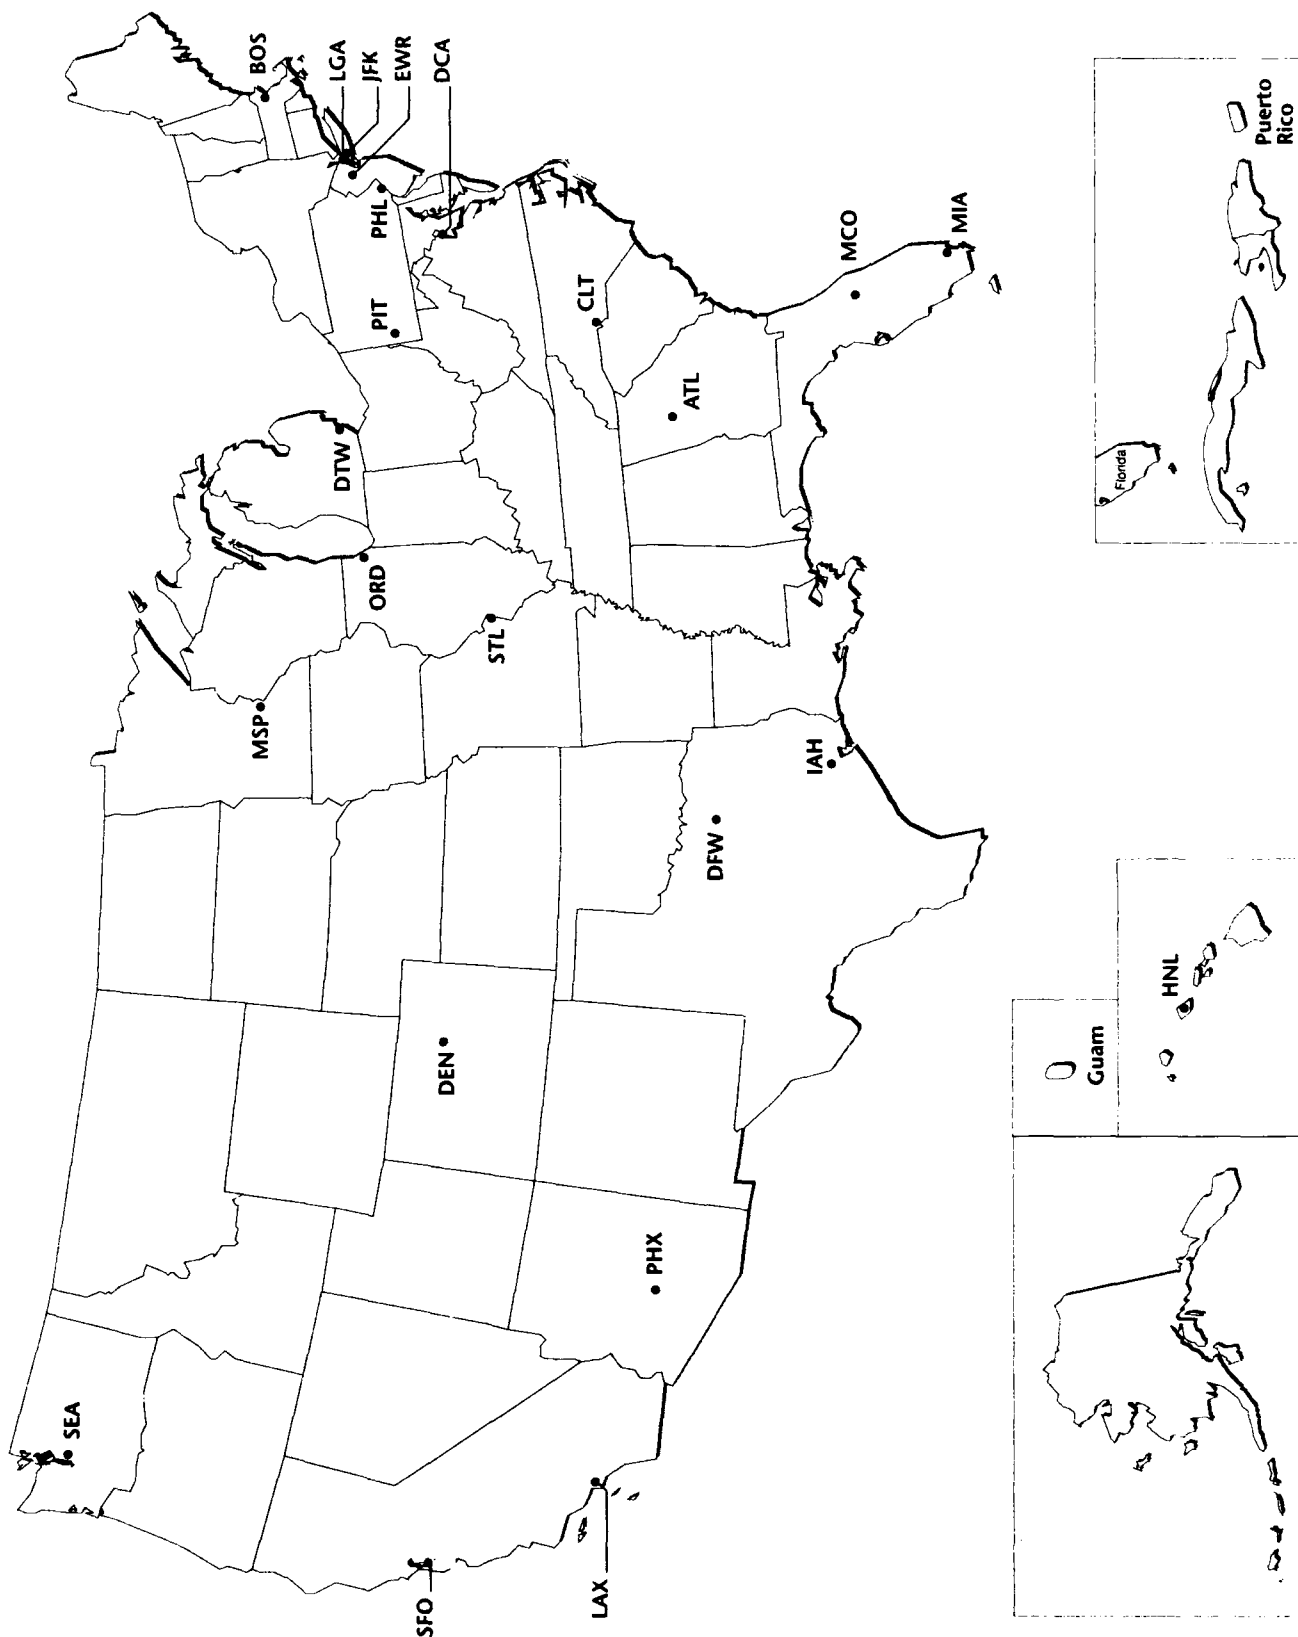 SEA
SFO
LAX
PHX
DEN
MSP
DFW
IAH
STL
ORD
DTW
ATL
CLT
PIT
PHL
BOS
LGA
JFK
EWR
DCA
MCO
MIA
Guam
HNL
Florida
Puerto
Rico